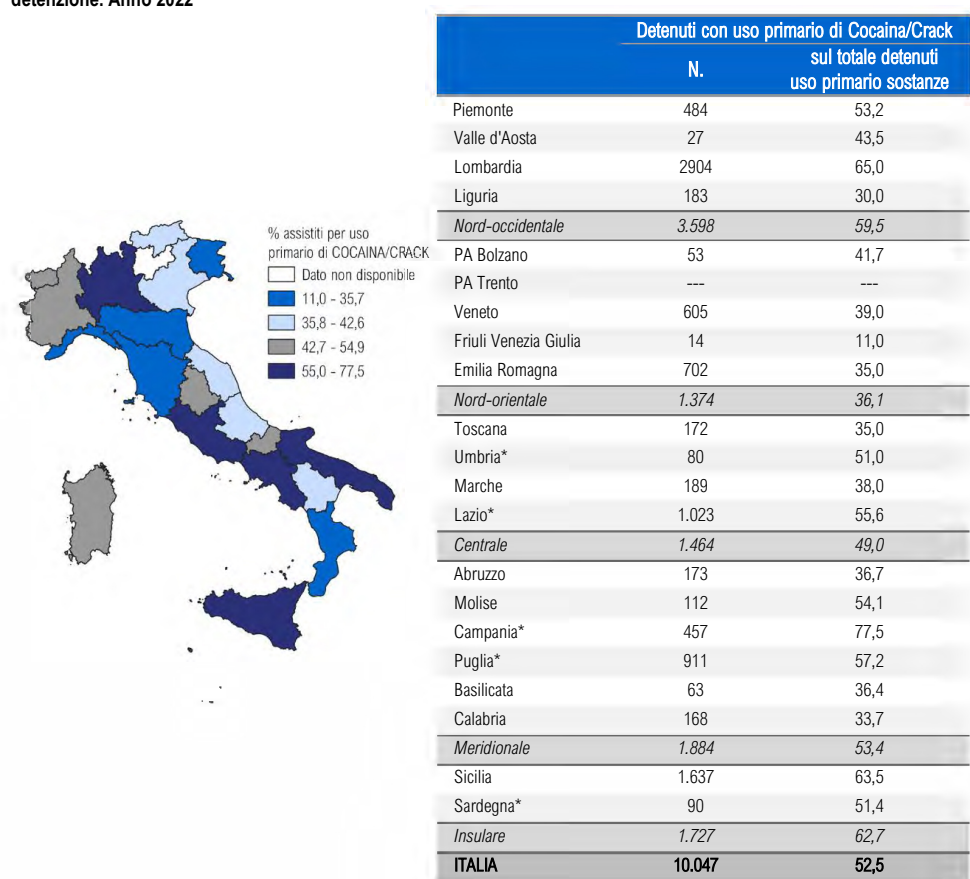 detenzione. Anno 2022
Detenuti con uso primario di Cocaina/Crack
N.
sul totale detenuti
uso primario sostanze
Piemonte 484 53,2
Valle d'Aosta 27 43,5
Lombardia 2904 65,0
Liguria 183 30,0
Nord-occidentale 3.598 59,5
PA Bolzano 53 41,7
PA Trento --- ---
Veneto 605 39,0
Friuli Venezia Giulia 14 11,0
Emilia Romagna 702 35,0
Nord-orientale 1.374 36,1
Toscana 172 35,0
Umbria* 80 51,0
Marche 189 38,0
Lazio* 1.023 55,6
Centrale 1.464 49,0
Abruzzo 173 36,7
Molise 112 54,1
Campania* 457 77,5
Puglia* 911 57,2
Basilicata 63 36,4
Calabria 168 33,7
Meridionale 1.884 53,4
Sicilia 1.637 63,5
Sardegna* 90 51,4
Insulare 1.727 62,7
ITALIA 10.047 52,5
% assistiti per uso
primario di COCAINA/CRACK
Dato non disponibile
11,0 - 35,7
35,8 - 42,6
42,7 - 54,9
55,0 - 77,5